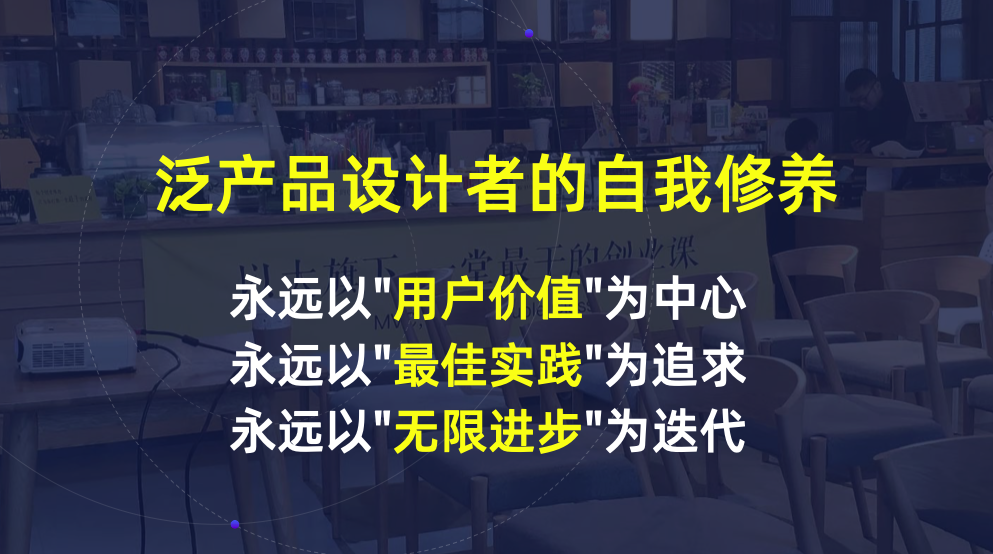 泛产品设计者的自我修养
永远以"用户价值"为中心
永远以"最佳实践"为追求
永远以"无限进步"为迭代